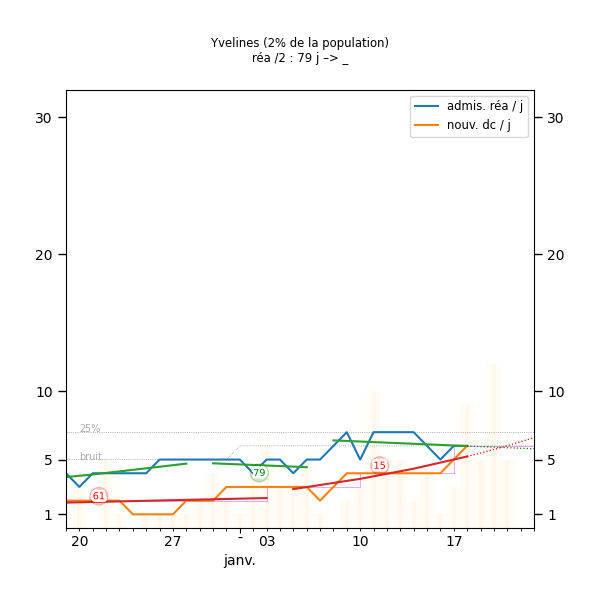 Yvelines (2% de la population)
réa /2 : 79 j –> _
admis. réa / j
nouv. dc / j
30 30
20 20
10 10
25%
bruit
5 5
79
15
61
1 1
20 27 - 03 10 17
janv.